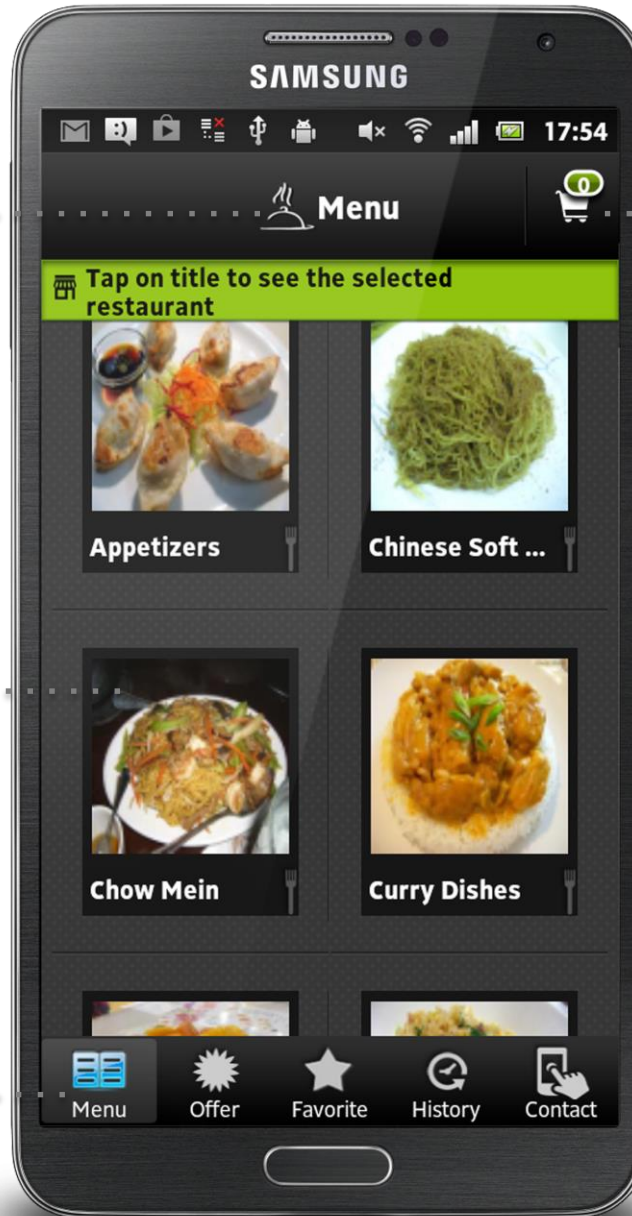 SAMSUNG
17:54
Menu
0
Tap on title to see the selected
restaurant
Appetizers
Chinese Soft ...
Chow Mein
Curry Dishes
Menu
Offer
Favorite
History
Contact